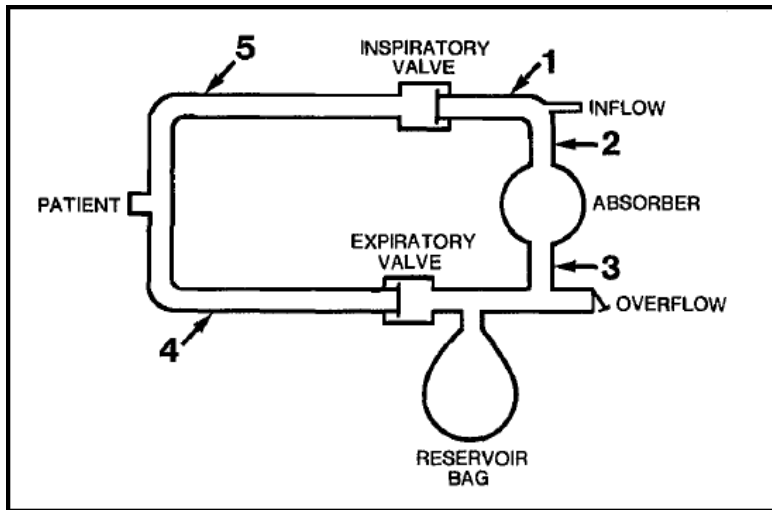 5
INSPIRATORY
VALVE
1
INFLOW
2
PATIENT
ABSORBER
EXPIRATORY
VALVE
3
OVERFLOW
4
RESERVOIR
BAG